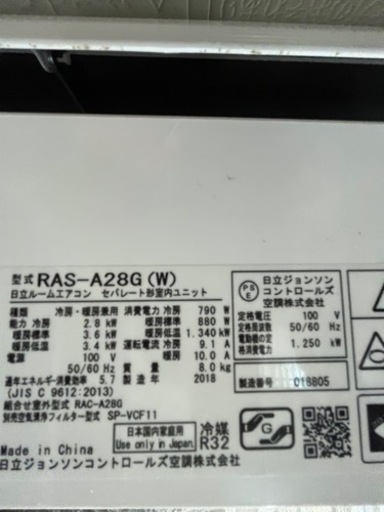 型式 RAS-A28G(W)
日立ルームエアコン セパレート形室内ユニット
種類 冷房・暖房兼用 消費電力 冷房 790 W
能力 冷房 2.8 kW 暖房標準 880 W
暖房標準 3.6 kW 暖房低温 1.340 kW
暖房低温 3.4 kW 運転電流 冷房 9.1 A
電源 100 V 暖房 10.0 A
50/60 Hz 質量 8.0 kg
通年エネルギー消費効率 5.7 製造年 2018
(JIS C 9612:2013)
組合せ室外型式 RAC-A28G
別売空気清浄フィルター型式 SP-VCF11
Made in China
日本国内家庭用
Use only in Japan
冷媒
R32
日立ジョンソンコントロールズ空調株式会社
PS
E
日立ジョンソン
コントロールズ
空調株式会社
定格電圧 100 V
定格周波数 50/60 Hz
電動機の定格消費電力 1.250 kW
製造番号 018805
G